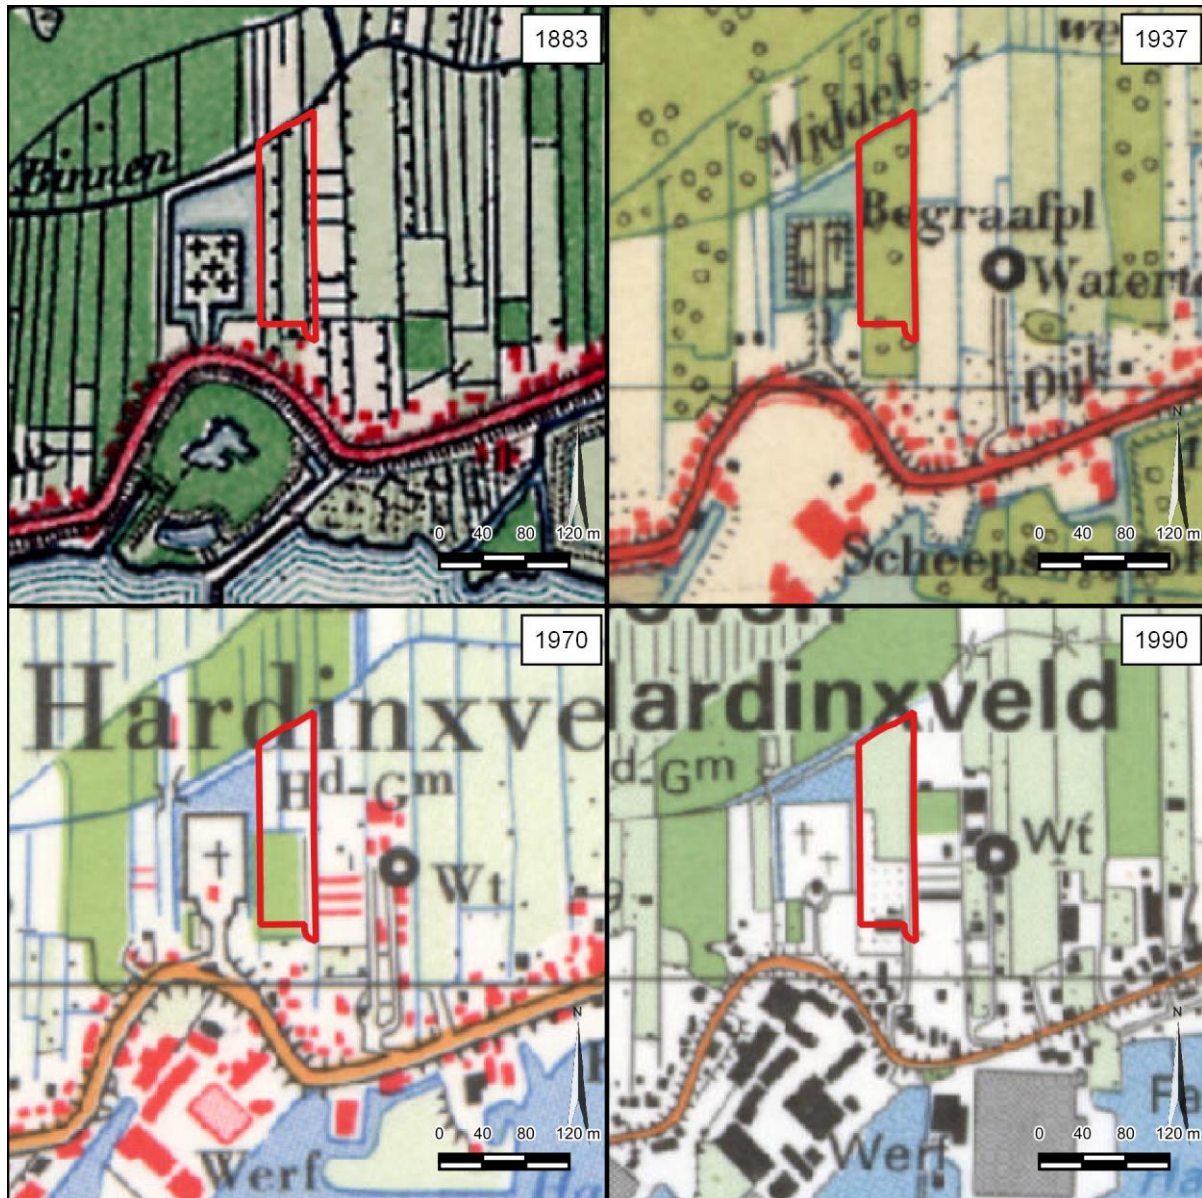 1883
Binnen
0 40 80 120 m
1937
Middel
Begraafpl
Watert
Dijk
N
Scheeps
0 40 80 120 m
1970
Hardinxve
Hd-Gm
Wt
N
Werf
0 40 80 120 m
1990
ardinxveld
d-Gm
Wt
N
Werf
0 40 80 120 m